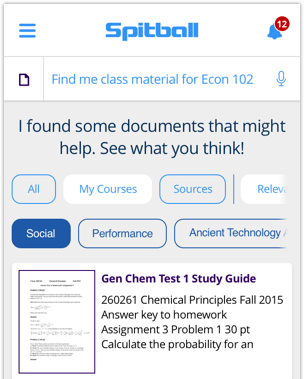 Spitball
12
Find me class material for Econ 102
I found some documents that might
help. See what you think!
All
My Courses
Sources
Releva
Social
Performance
Ancient Technology A
Gen Chem Test 1 Study Guide
260261 Chemical Principles Fall 2015
Answer key to homework
Assignment 3 Problem 1 30 pt
Calculate the probability for an